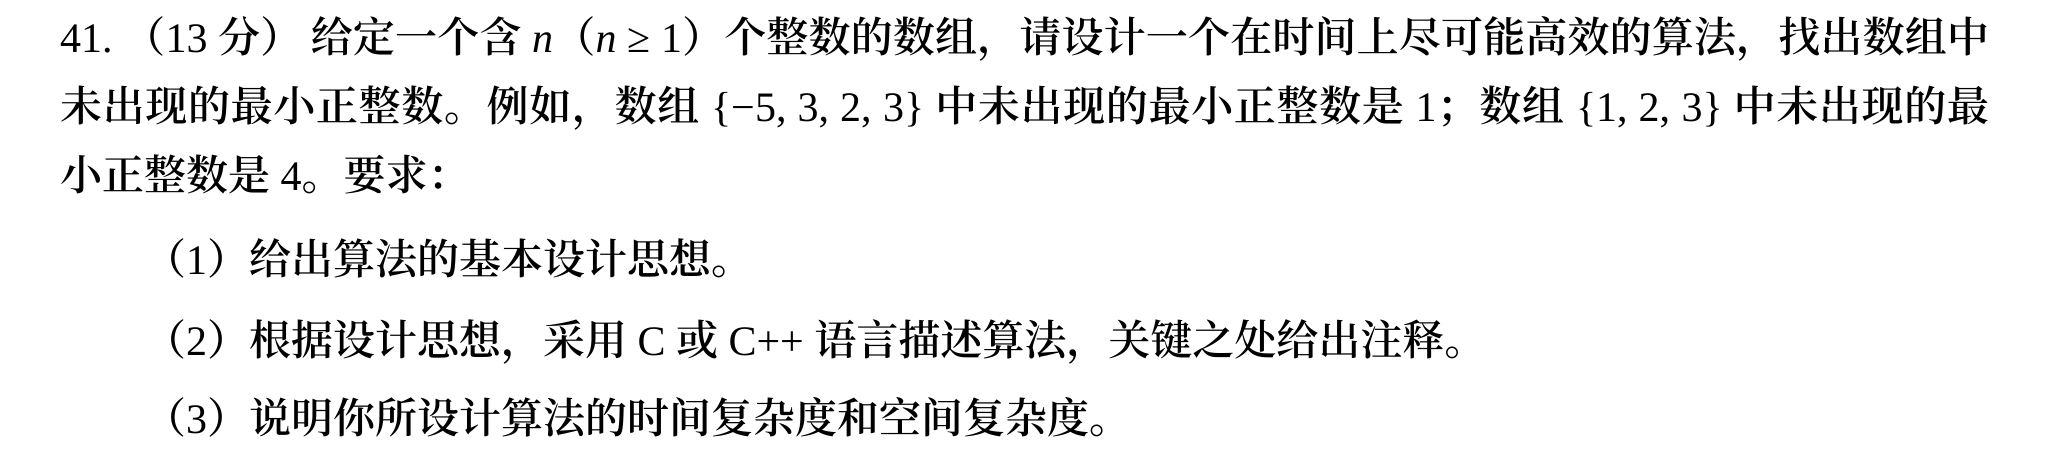 41. （13 分） 给定一个含 n（n ≥ 1）个整数的数组，请设计一个在时间上尽可能高效的算法，找出数组中
未出现的最小正整数。例如，数组 {−5, 3, 2, 3} 中未出现的最小正整数是 1；数组 {1, 2, 3} 中未出现的最
小正整数是 4。要求：
（1）给出算法的基本设计思想。
（2）根据设计思想，采用 C 或 C++ 语言描述算法，关键之处给出注释。
（3）说明你所设计算法的时间复杂度和空间复杂度。